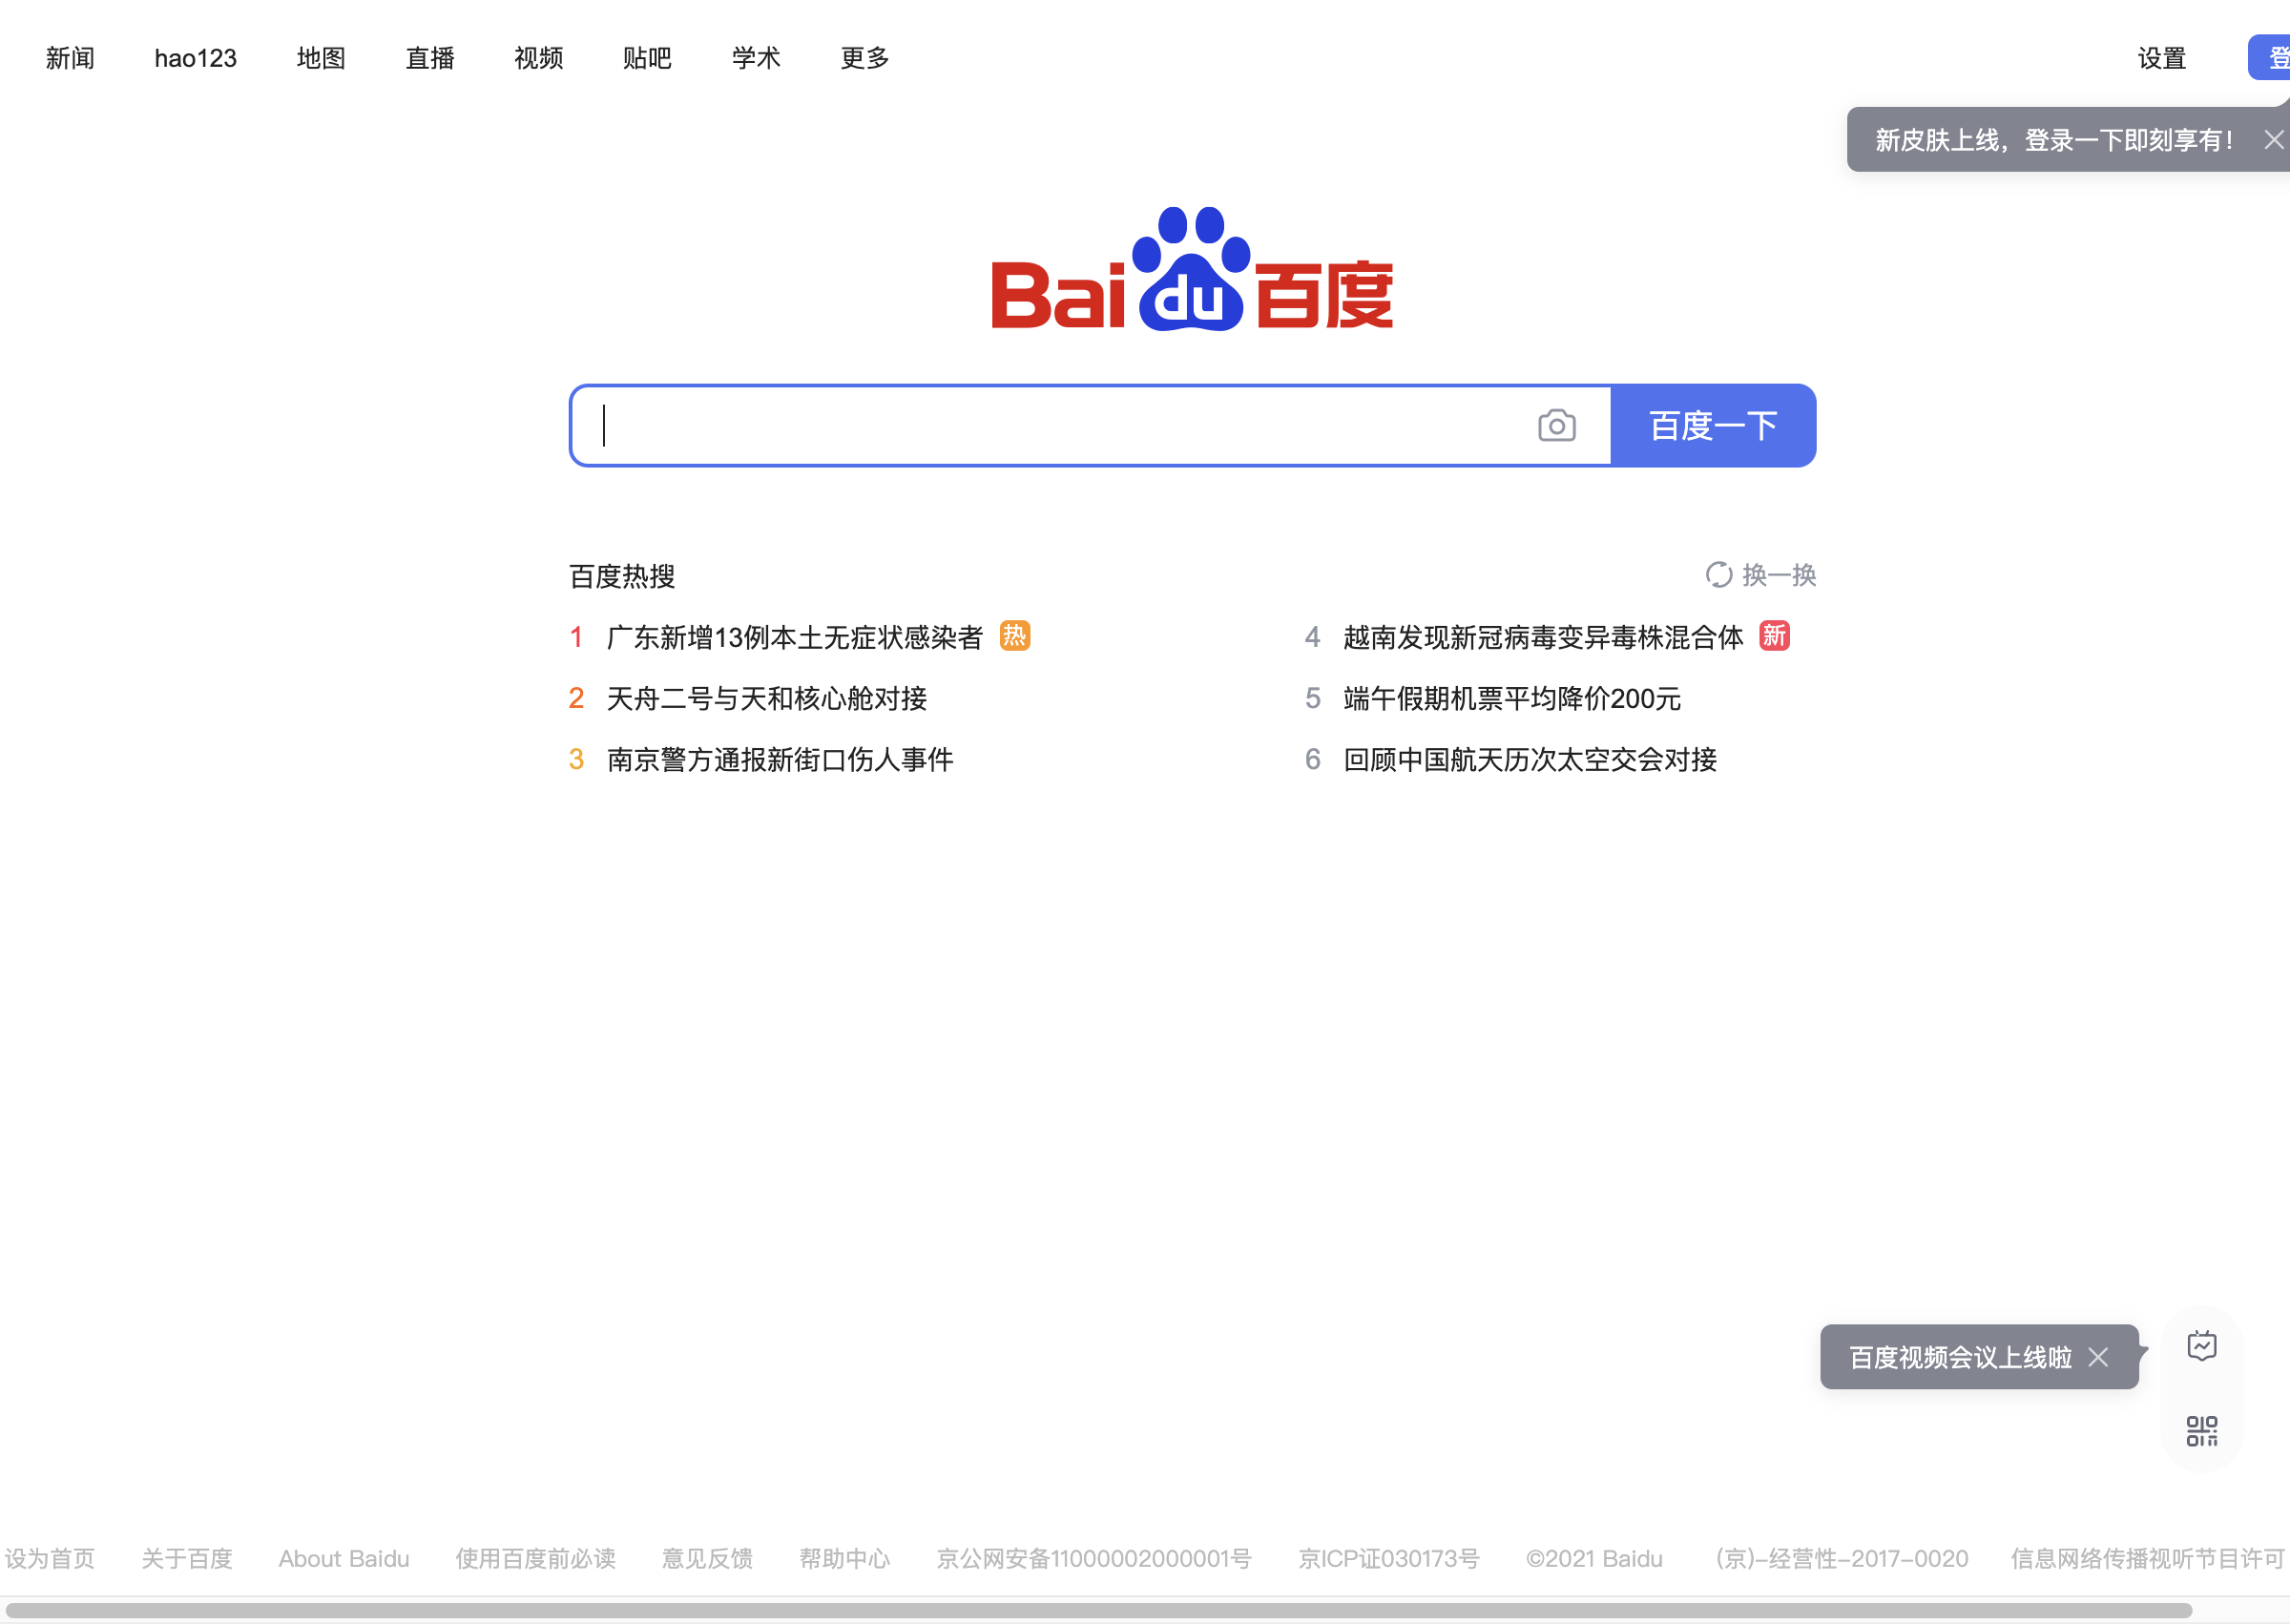 新闻 hao123 地图 直播 视频 贴吧 学术 更多 设置
新皮肤上线，登录一下即刻享有！
Bai du 百度
百度一下
百度热搜 换一换
1 广东新增13例本土无症状感染者 热
2 天舟二号与天和核心舱对接
3 南京警方通报新街口伤人事件
4 越南发现新冠病毒变异毒株混合体 新
5 端午假期机票平均降价200元
6 回顾中国航天历次太空交会对接
百度视频会议上线啦
设为首页 关于百度 About Baidu 使用百度前必读 意见反馈 帮助中心 京公网安备11000002000001号 京ICP证030173号 ©2021 Baidu (京)-经营性-2017-0020 信息网络传播视听节目许可